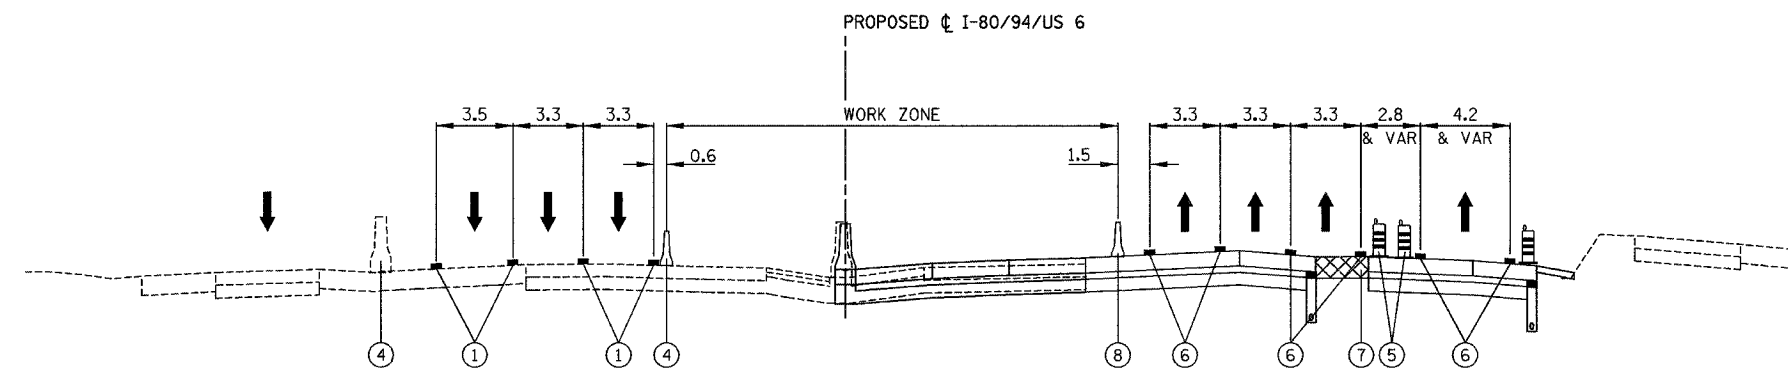 PROPOSED ℄ I-80/94/US 6
3.5 3.3 3.3 WORK ZONE 3.3 3.3 3.3 2.8 4.2
& VAR & VAR
0.6 1.5
4 1 1 4 8 6 6 7 5 6